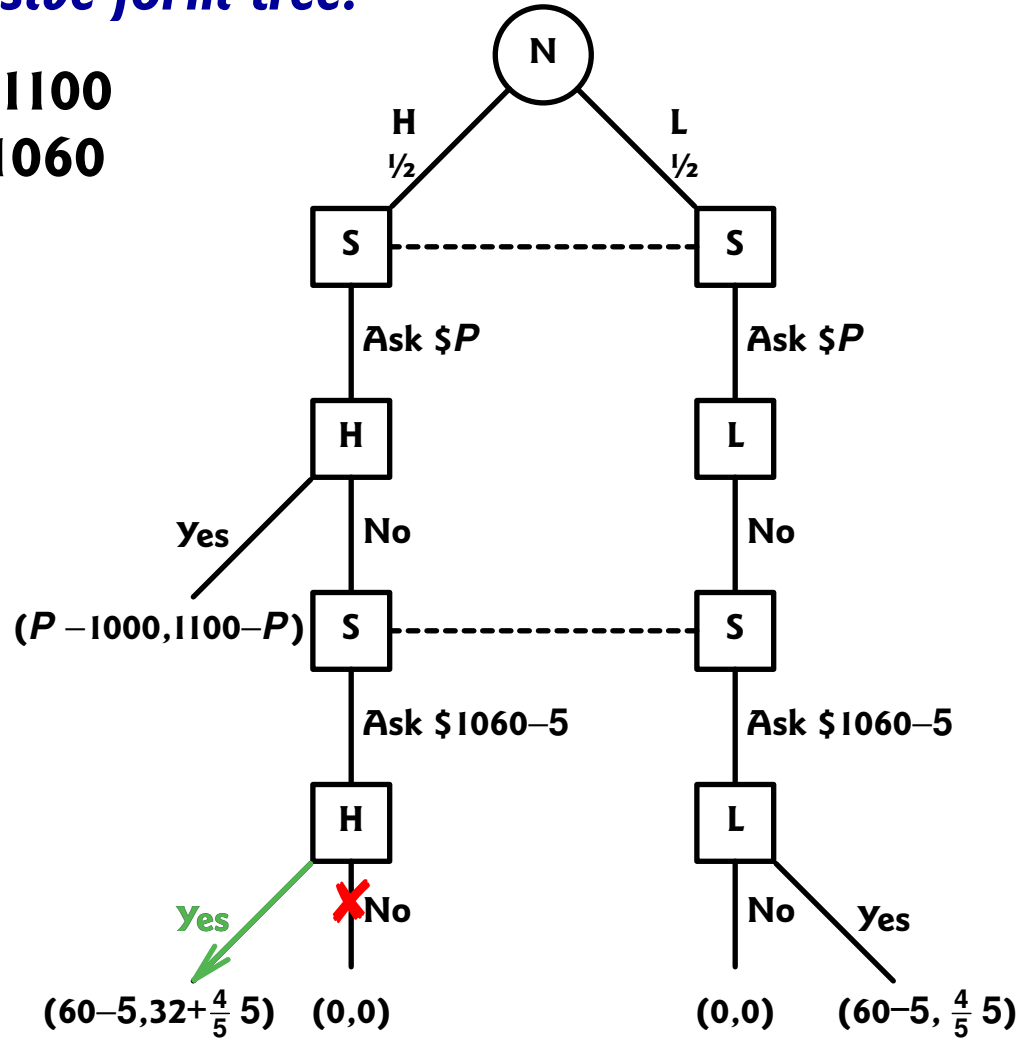 form tree:
1100
1060
N
H L
½ ½
S S
Ask $P Ask $P
H L
Yes No No
(P –1000,1100–P) S S
Ask $1060–5 Ask $1060–5
H L
Yes No No Yes
(60–5,32+4/5 5) (0,0) (0,0) (60–5, 4/5 5)